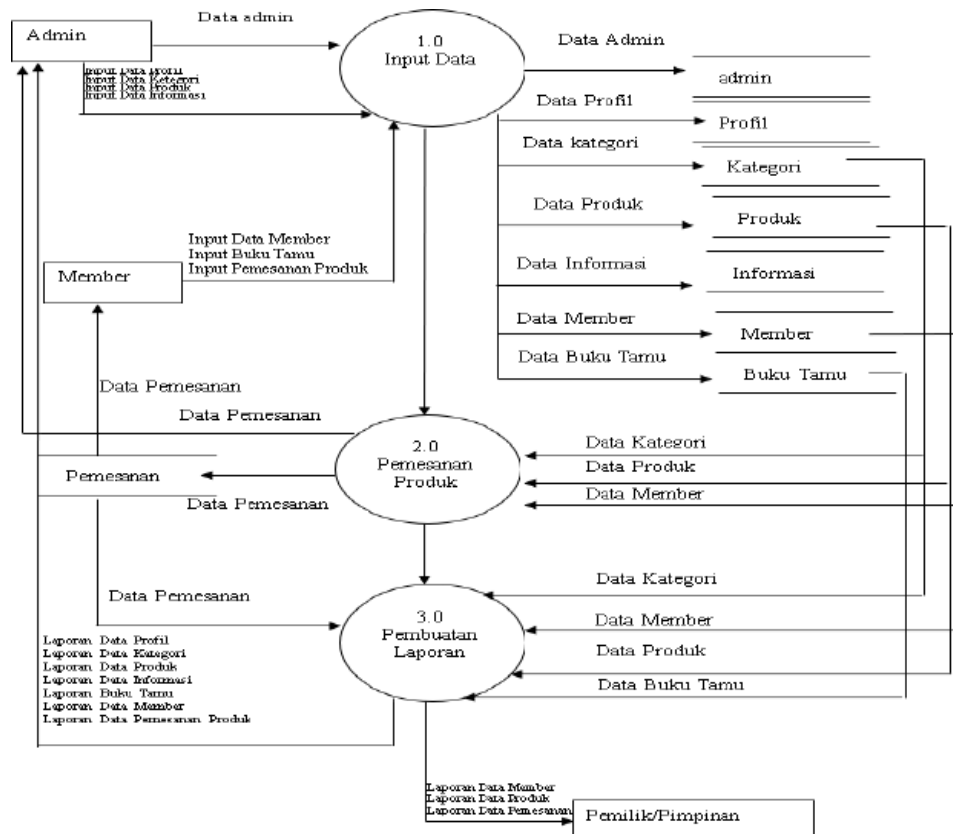 Data admin
Admin
1.0
Input Data
Data Admin
admin
Input Data Profil
Input Data Ketegori
Input Data Produk
Input Data Informasi
Data Profil
Profil
Data kategori
Kategori
Data Produk
Produk
Input Data Member
Input Buku Tamu
Input Pemesanan Produk
Member
Data Informasi
Informasi
Data Member
Member
Data Buku Tamu
Buku Tamu
Data Pemesanan
Data Pemesanan
2.0
Pemesanan
Produk
Data Kategori
Data Produk
Data Member
Pemesanan
Data Pemesanan
Data Pemesanan
3.0
Pembuatan
Laporan
Data Kategori
Data Member
Data Produk
Data Buku Tamu
Laporan Data Profil
Laporan Data Kategori
Laporan Data Produk
Laporan Data Informasi
Laporan Buku Tamu
Laporan Data Member
Laporan Data Pemesanan Produk
Laporan Data Member
Laporan Data Produk
Laporan Data Pemesanan
Pemilik/Pimpinan